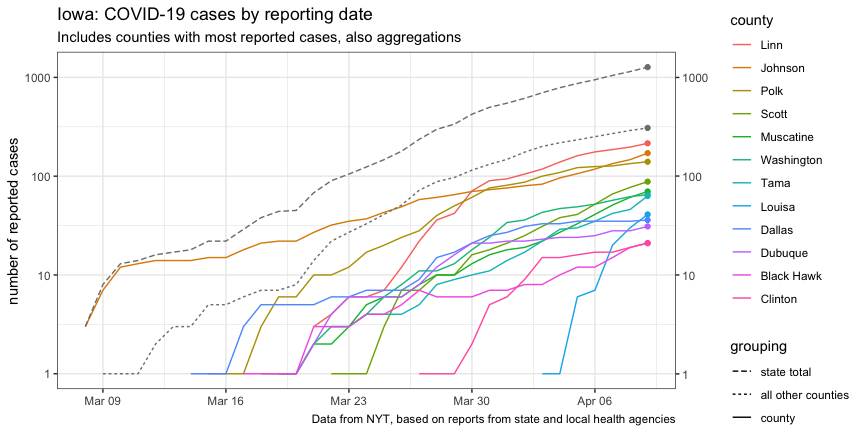 Iowa: COVID-19 cases by reporting date
Includes counties with most reported cases, also aggregations
number of reported cases
1000
100
10
1
1000
100
10
1
Mar 09 Mar 16 Mar 23 Mar 30 Apr 06
Data from NYT, based on reports from state and local health agencies
county
Linn
Johnson
Polk
Scott
Muscatine
Washington
Tama
Louisa
Dallas
Dubuque
Black Hawk
Clinton
grouping
state total
all other counties
county